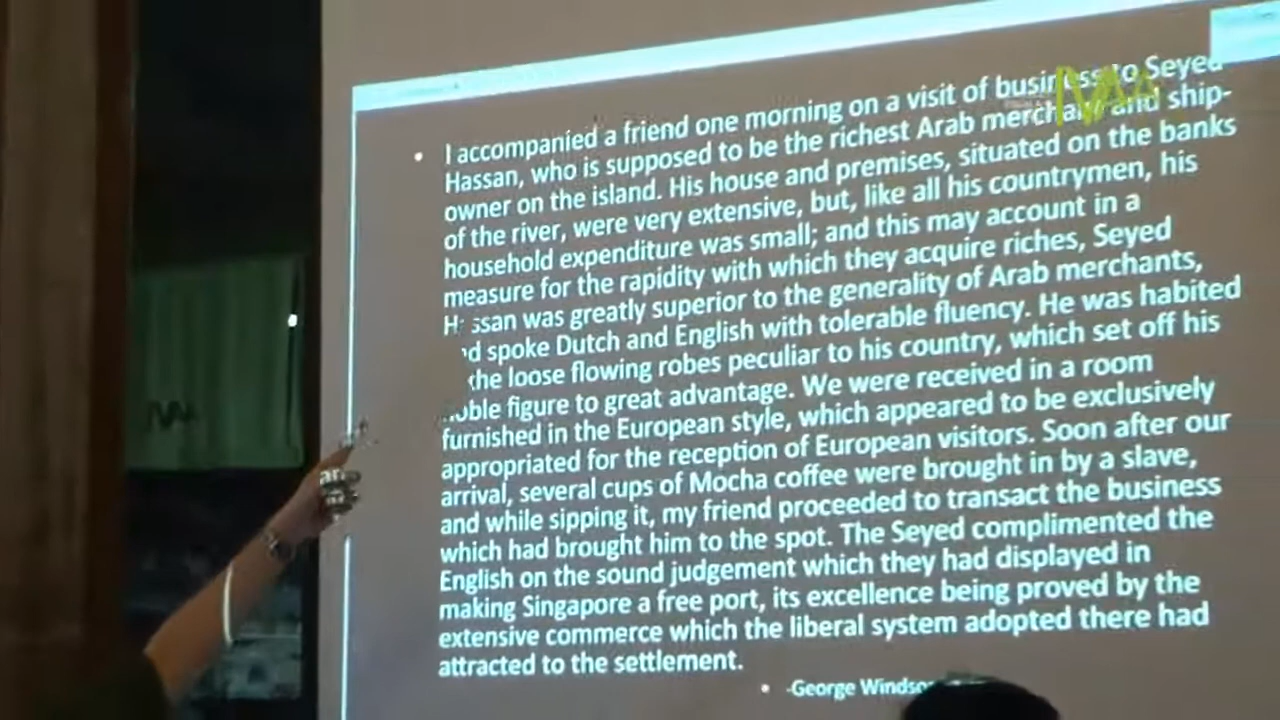 • I accompanied a friend one morning on a visit of business to Seyed
Hassan, who is supposed to be the richest Arab merchant and ship-
owner on the island. His house and premises, situated on the banks
of the river, were very extensive, but, like all his countrymen, his
household expenditure was small; and this may account in a
measure for the rapidity with which they acquire riches, Seyed
Hassan was greatly superior to the generality of Arab merchants,
spoke Dutch and English with tolerable fluency. He was habited
the loose flowing robes peculiar to his country, which set off his
noble figure to great advantage. We were received in a room
furnished in the European style, which appeared to be exclusively
appropriated for the reception of European visitors. Soon after our
arrival, several cups of Mocha coffee were brought in by a slave,
and while sipping it, my friend proceeded to transact the business
which had brought him to the spot. The Seyed complimented the
English on the sound judgement which they had displayed in
making Singapore a free port, its excellence being proved by the
extensive commerce which the liberal system adopted there had
attracted to the settlement.
• -George
IVAA